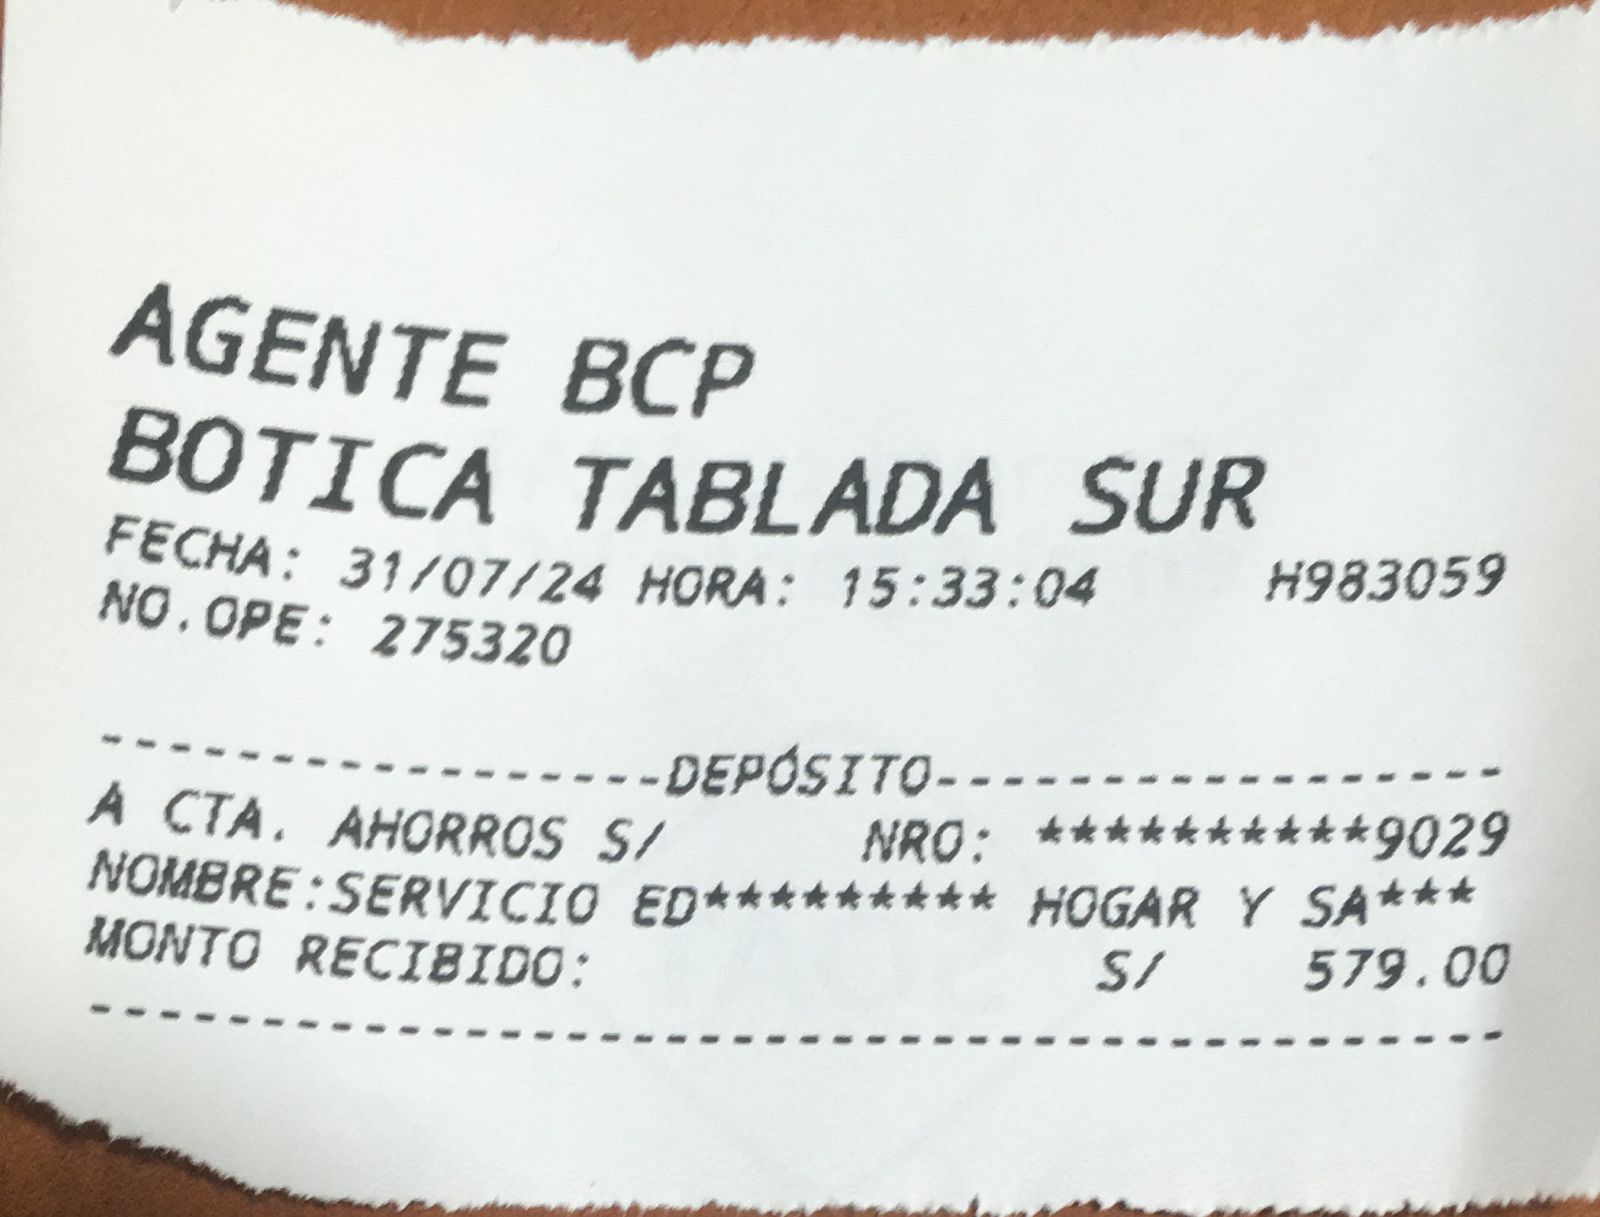 AGENTE BCP
BOTICA TABLADA SUR
FECHA: 31/07/24 HORA: 15:33:04 H983059
NO.OPE: 275320
----------------DEPÓSITO-----------------
A CTA. AHORROS S/ NRO: **********9029
NOMBRE:SERVICIO ED********* HOGAR Y SA***
MONTO RECIBIDO: S/ 579.00
-----------------------------------------